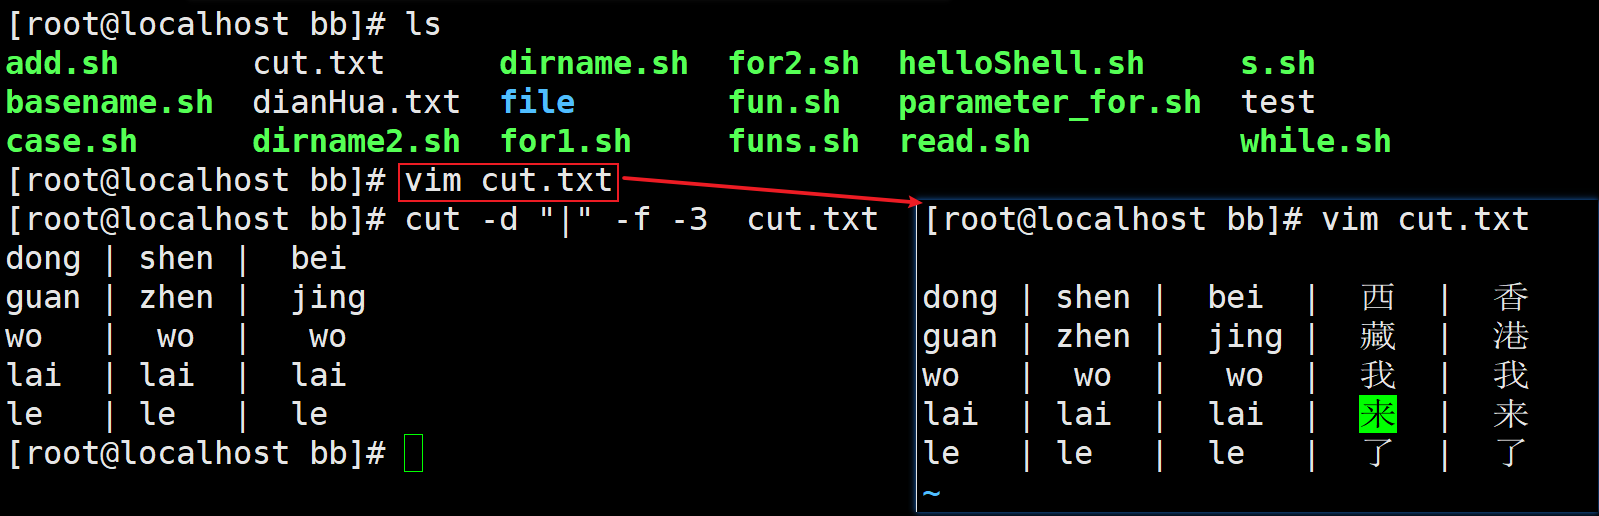 [root@localhost bb]# ls
add.sh       cut.txt      dirname.sh  for2.sh  helloShell.sh     s.sh
basename.sh  dianHua.txt  file        fun.sh   parameter_for.sh  test
case.sh      dirname2.sh  for1.sh     funs.sh  read.sh           while.sh
[root@localhost bb]# vim cut.txt
[root@localhost bb]# cut -d "|" -f -3  cut.txt
dong | shen |  bei
guan | zhen |  jing
wo   |  wo  |   wo
lai  | lai  |  lai
le   | le   |  le
[root@localhost bb]#
[root@localhost bb]# vim cut.txt
dong | shen |  bei  |  西  |  香
guan | zhen |  jing |  藏  |  港
wo   |  wo  |   wo  |  我  |  我
lai  | lai  |  lai  |  来  |  来
le   | le   |  le   |  了  |  了
~